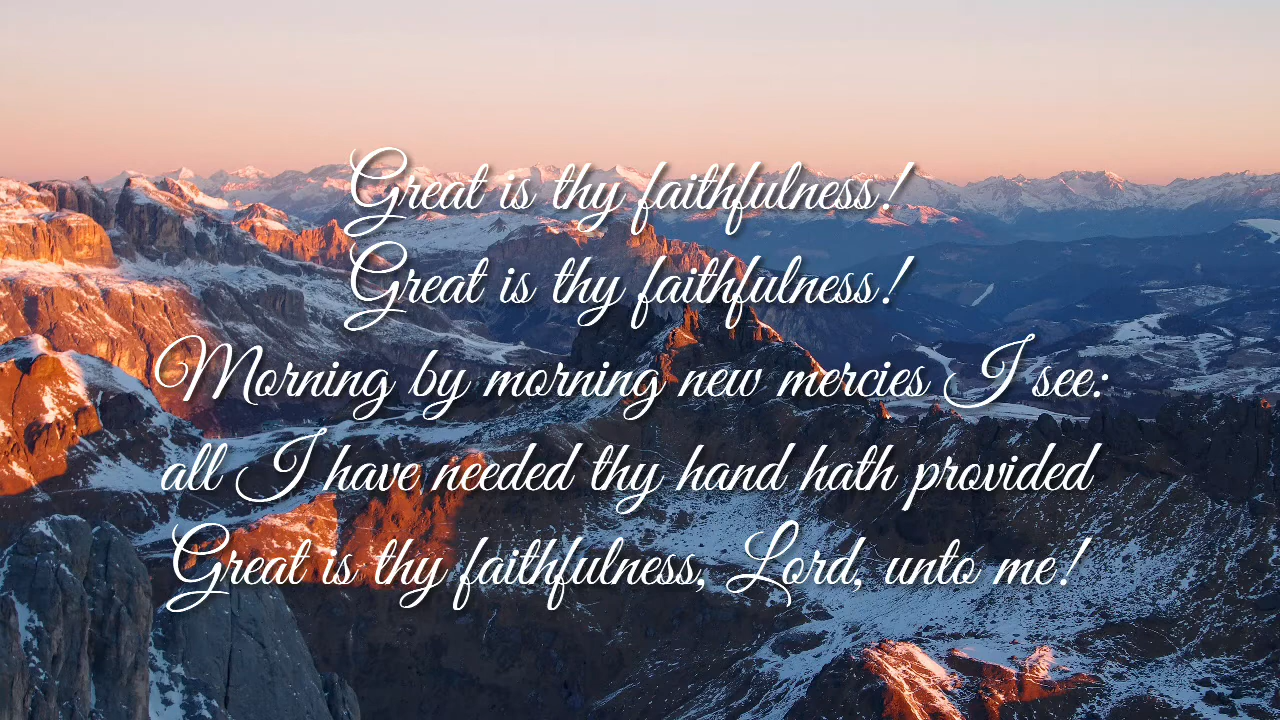 Great is thy faithfulness!
Great is thy faithfulness!
Morning by morning new mercies I see:
all I have needed thy hand hath provided
Great is thy faithfulness, Lord, unto me!